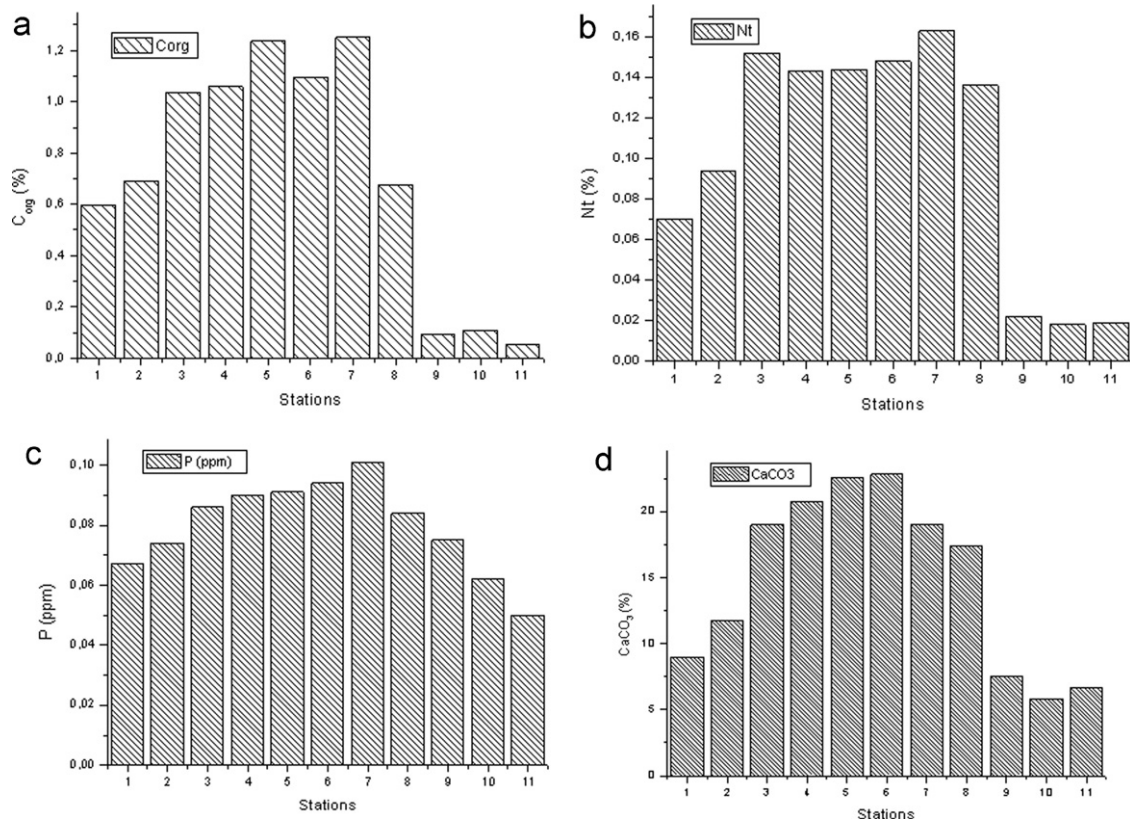 a
Corg
1,2
1,0
0,8
0,6
0,4
0,2
0,0
Corg (%)
1 2 3 4 5 6 7 8 9 10 11
Stations
b
Nt
0,16
0,14
0,12
0,10
0,08
0,06
0,04
0,02
0,00
Nt (%)
1 2 3 4 5 6 7 8 9 10 11
Stations
c
P (ppm)
0,10
0,08
0,06
0,04
0,02
0,00
P (ppm)
1 2 3 4 5 6 7 8 9 10 11
Stations
d
CaCO3
20
15
10
5
0
CaCO3 (%)
1 2 3 4 5 6 7 8 9 10 11
Stations